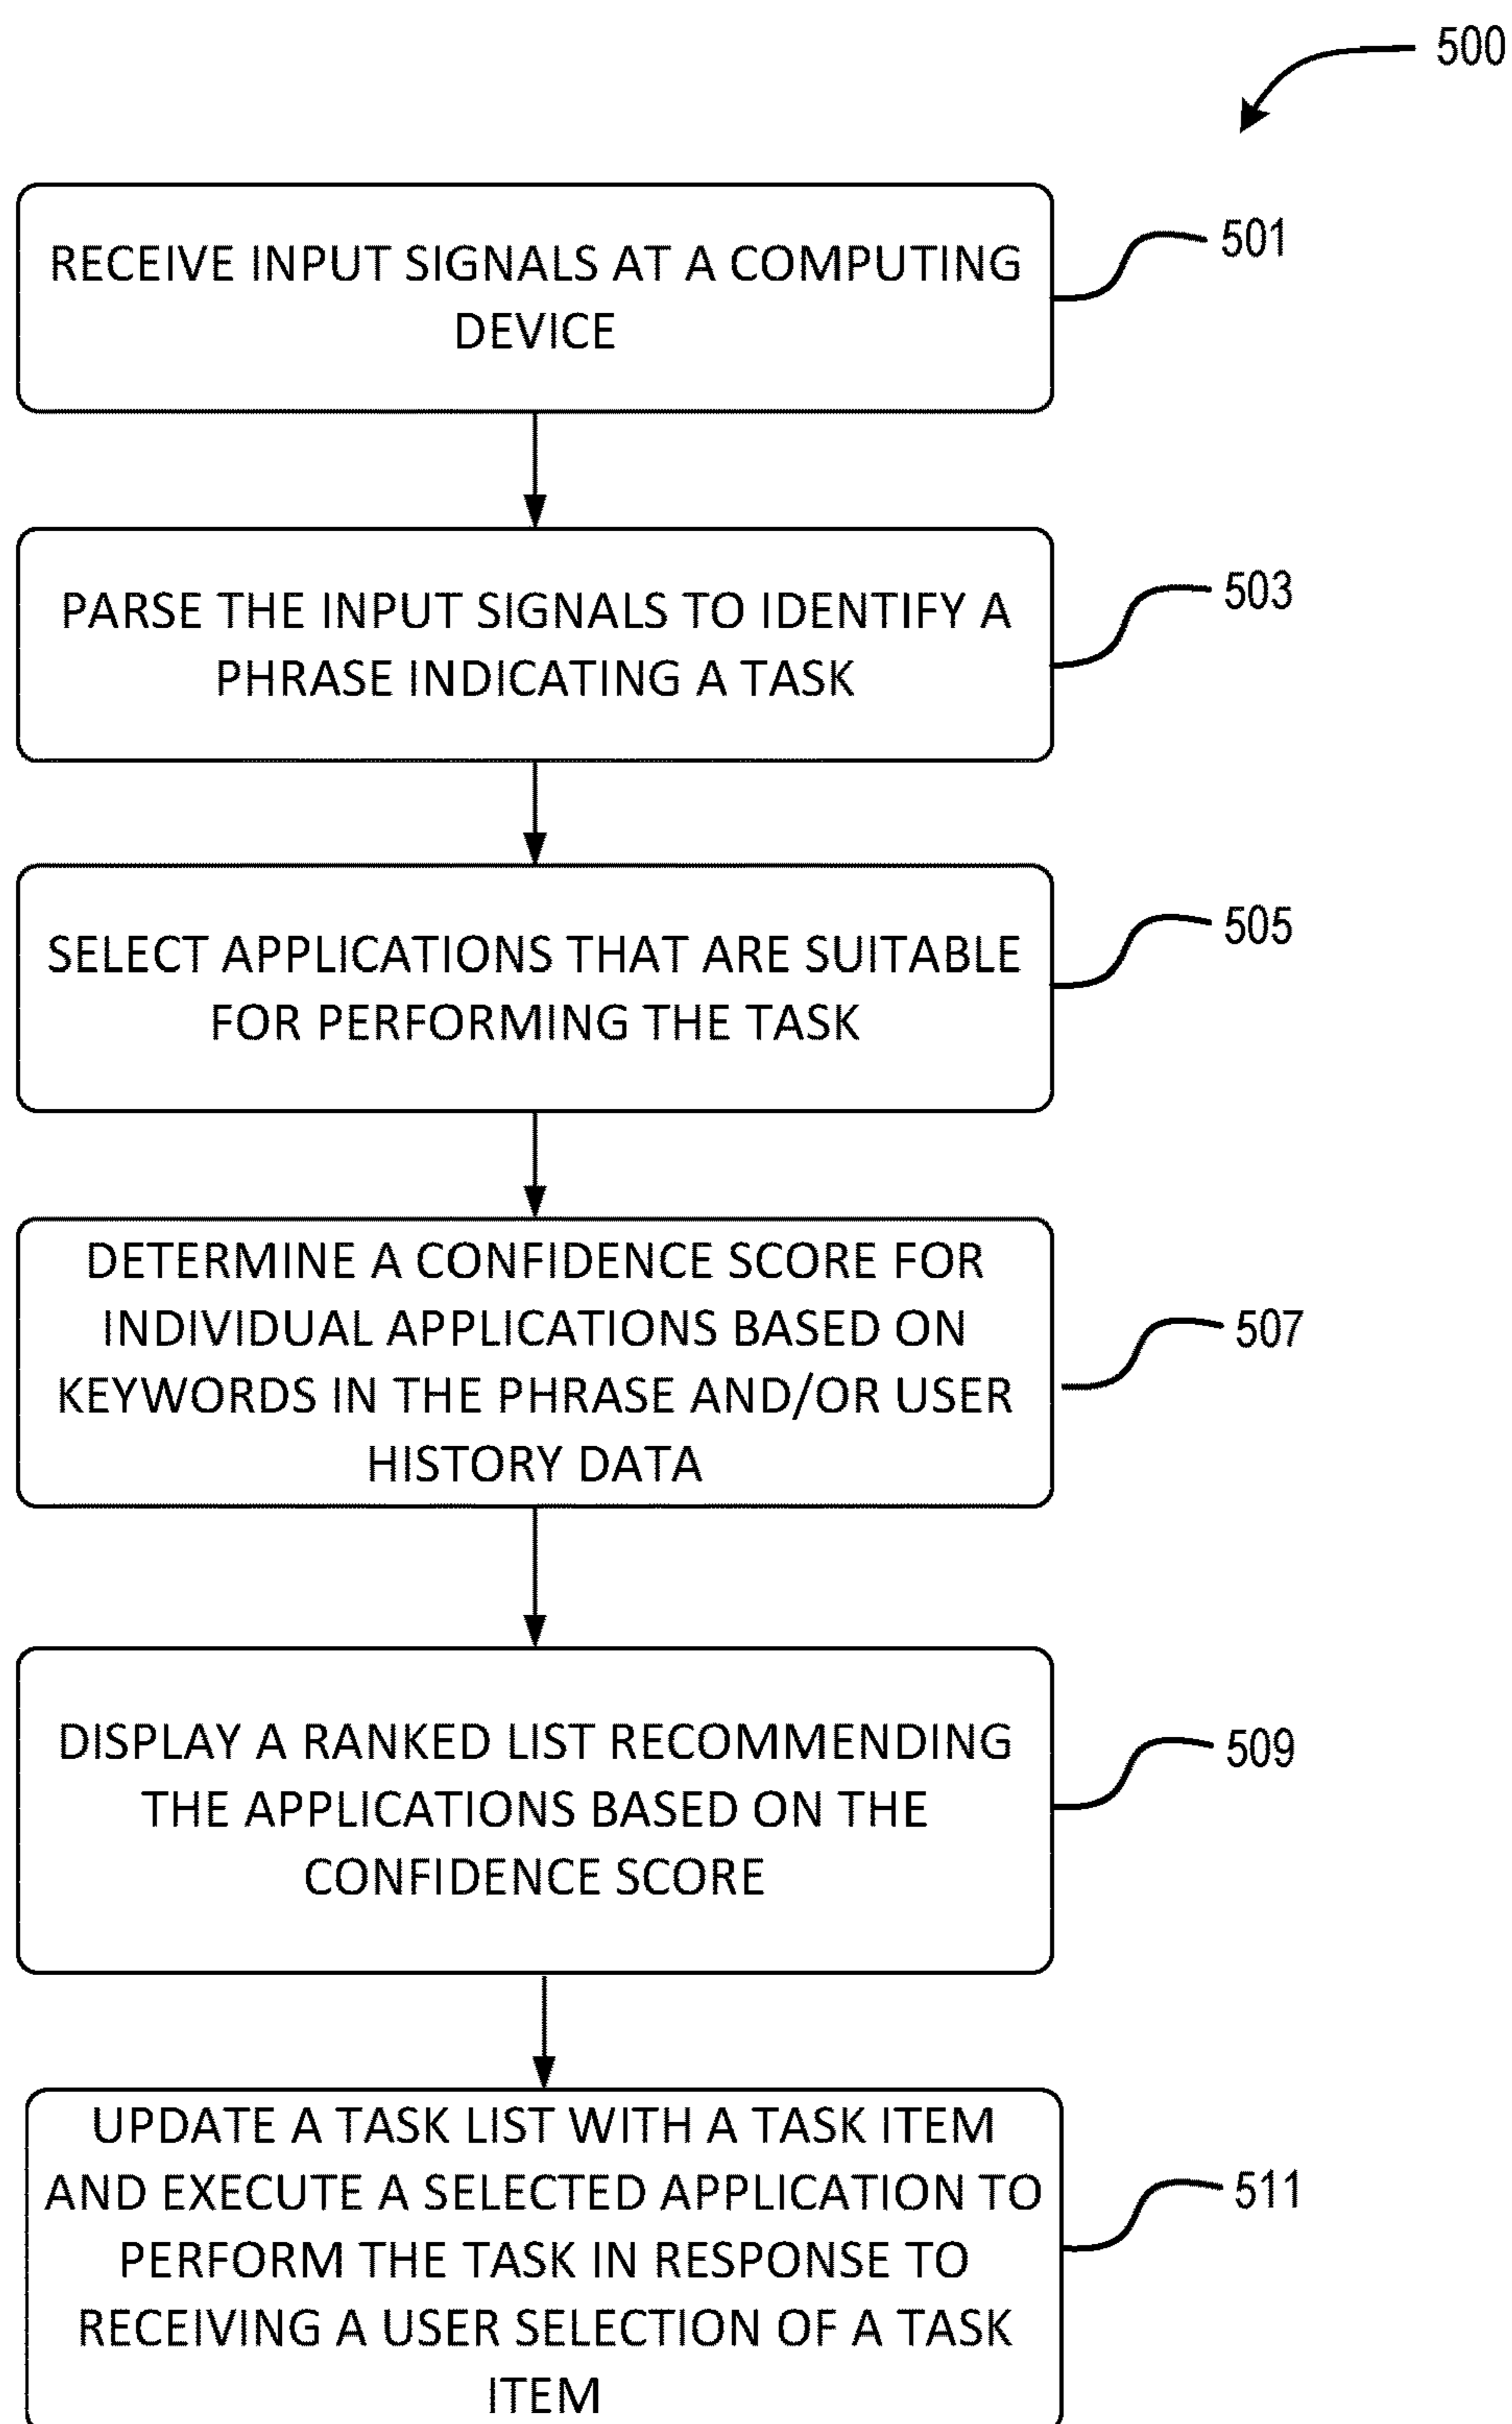 500
RECEIVE INPUT SIGNALS AT A COMPUTING
DEVICE
501
PARSE THE INPUT SIGNALS TO IDENTIFY A
PHRASE INDICATING A TASK
503
SELECT APPLICATIONS THAT ARE SUITABLE
FOR PERFORMING THE TASK
505
DETERMINE A CONFIDENCE SCORE FOR
INDIVIDUAL APPLICATIONS BASED ON
KEYWORDS IN THE PHRASE AND/OR USER
HISTORY DATA
507
DISPLAY A RANKED LIST RECOMMENDING
THE APPLICATIONS BASED ON THE
CONFIDENCE SCORE
509
UPDATE A TASK LIST WITH A TASK ITEM
AND EXECUTE A SELECTED APPLICATION TO
PERFORM THE TASK IN RESPONSE TO
RECEIVING A USER SELECTION OF A TASK
ITEM
511